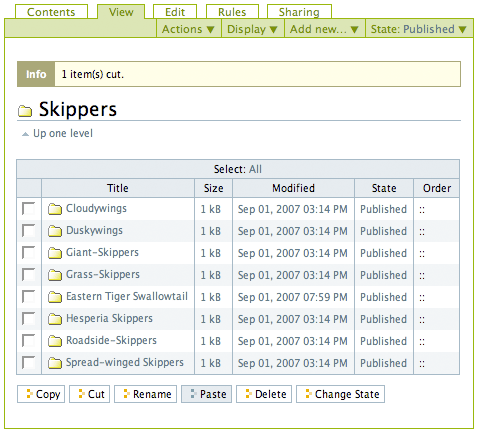 Contents View Edit Rules Sharing
Actions ▼ Display ▼ Add new... ▼ State: Published ▼
Info 1 item(s) cut.
Skippers
Up one level
Select: All
Title Size Modified State Order
Cloudywings 1 kB Sep 01, 2007 03:14 PM Published ::
Duskywings 1 kB Sep 01, 2007 03:14 PM Published ::
Giant-Skippers 1 kB Sep 01, 2007 03:14 PM Published ::
Grass-Skippers 1 kB Sep 01, 2007 03:14 PM Published ::
Eastern Tiger Swallowtail 1 kB Sep 01, 2007 07:59 PM Published ::
Hesperia Skippers 1 kB Sep 01, 2007 03:14 PM Published ::
Roadside-Skippers 1 kB Sep 01, 2007 03:14 PM Published ::
Spread-winged Skippers 1 kB Sep 01, 2007 03:14 PM Published ::
Copy Cut Rename Paste Delete Change State